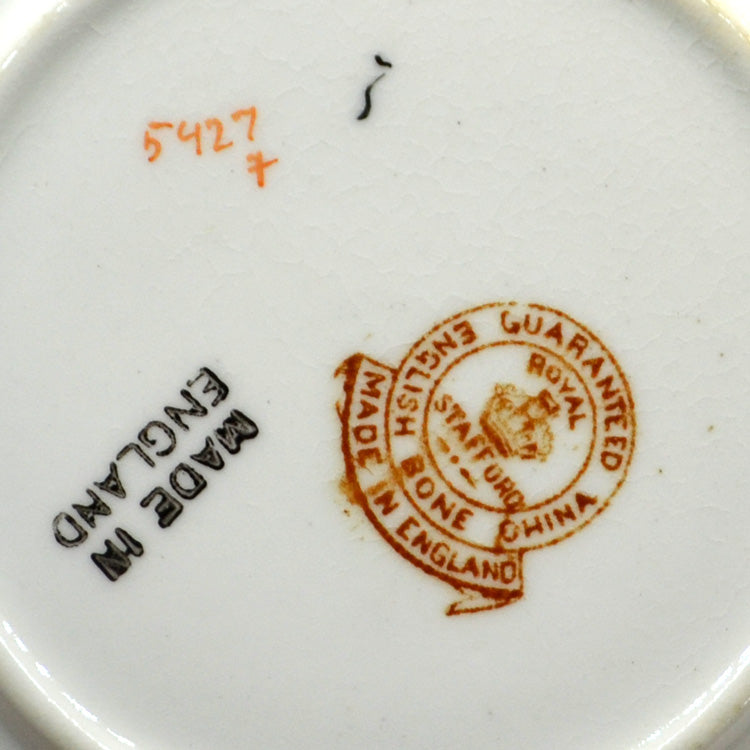 5427
7
MADE IN
ENGLAND
GUARANTEED
ENGLISH BONE CHINA
ROYAL
STAFFORD
MADE IN ENGLAND